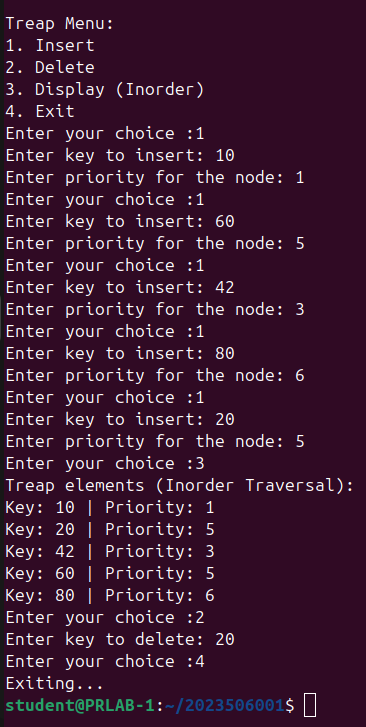 Treap Menu:
1. Insert
2. Delete
3. Display (Inorder)
4. Exit
Enter your choice :1
Enter key to insert: 10
Enter priority for the node: 1
Enter your choice :1
Enter key to insert: 60
Enter priority for the node: 5
Enter your choice :1
Enter key to insert: 42
Enter priority for the node: 3
Enter your choice :1
Enter key to insert: 80
Enter priority for the node: 6
Enter your choice :1
Enter key to insert: 20
Enter priority for the node: 5
Enter your choice :3
Treap elements (Inorder Traversal):
Key: 10 | Priority: 1
Key: 20 | Priority: 5
Key: 42 | Priority: 3
Key: 60 | Priority: 5
Key: 80 | Priority: 6
Enter your choice :2
Enter key to delete: 20
Enter your choice :4
Exiting...
student@PRLAB-1:~/2023506001$